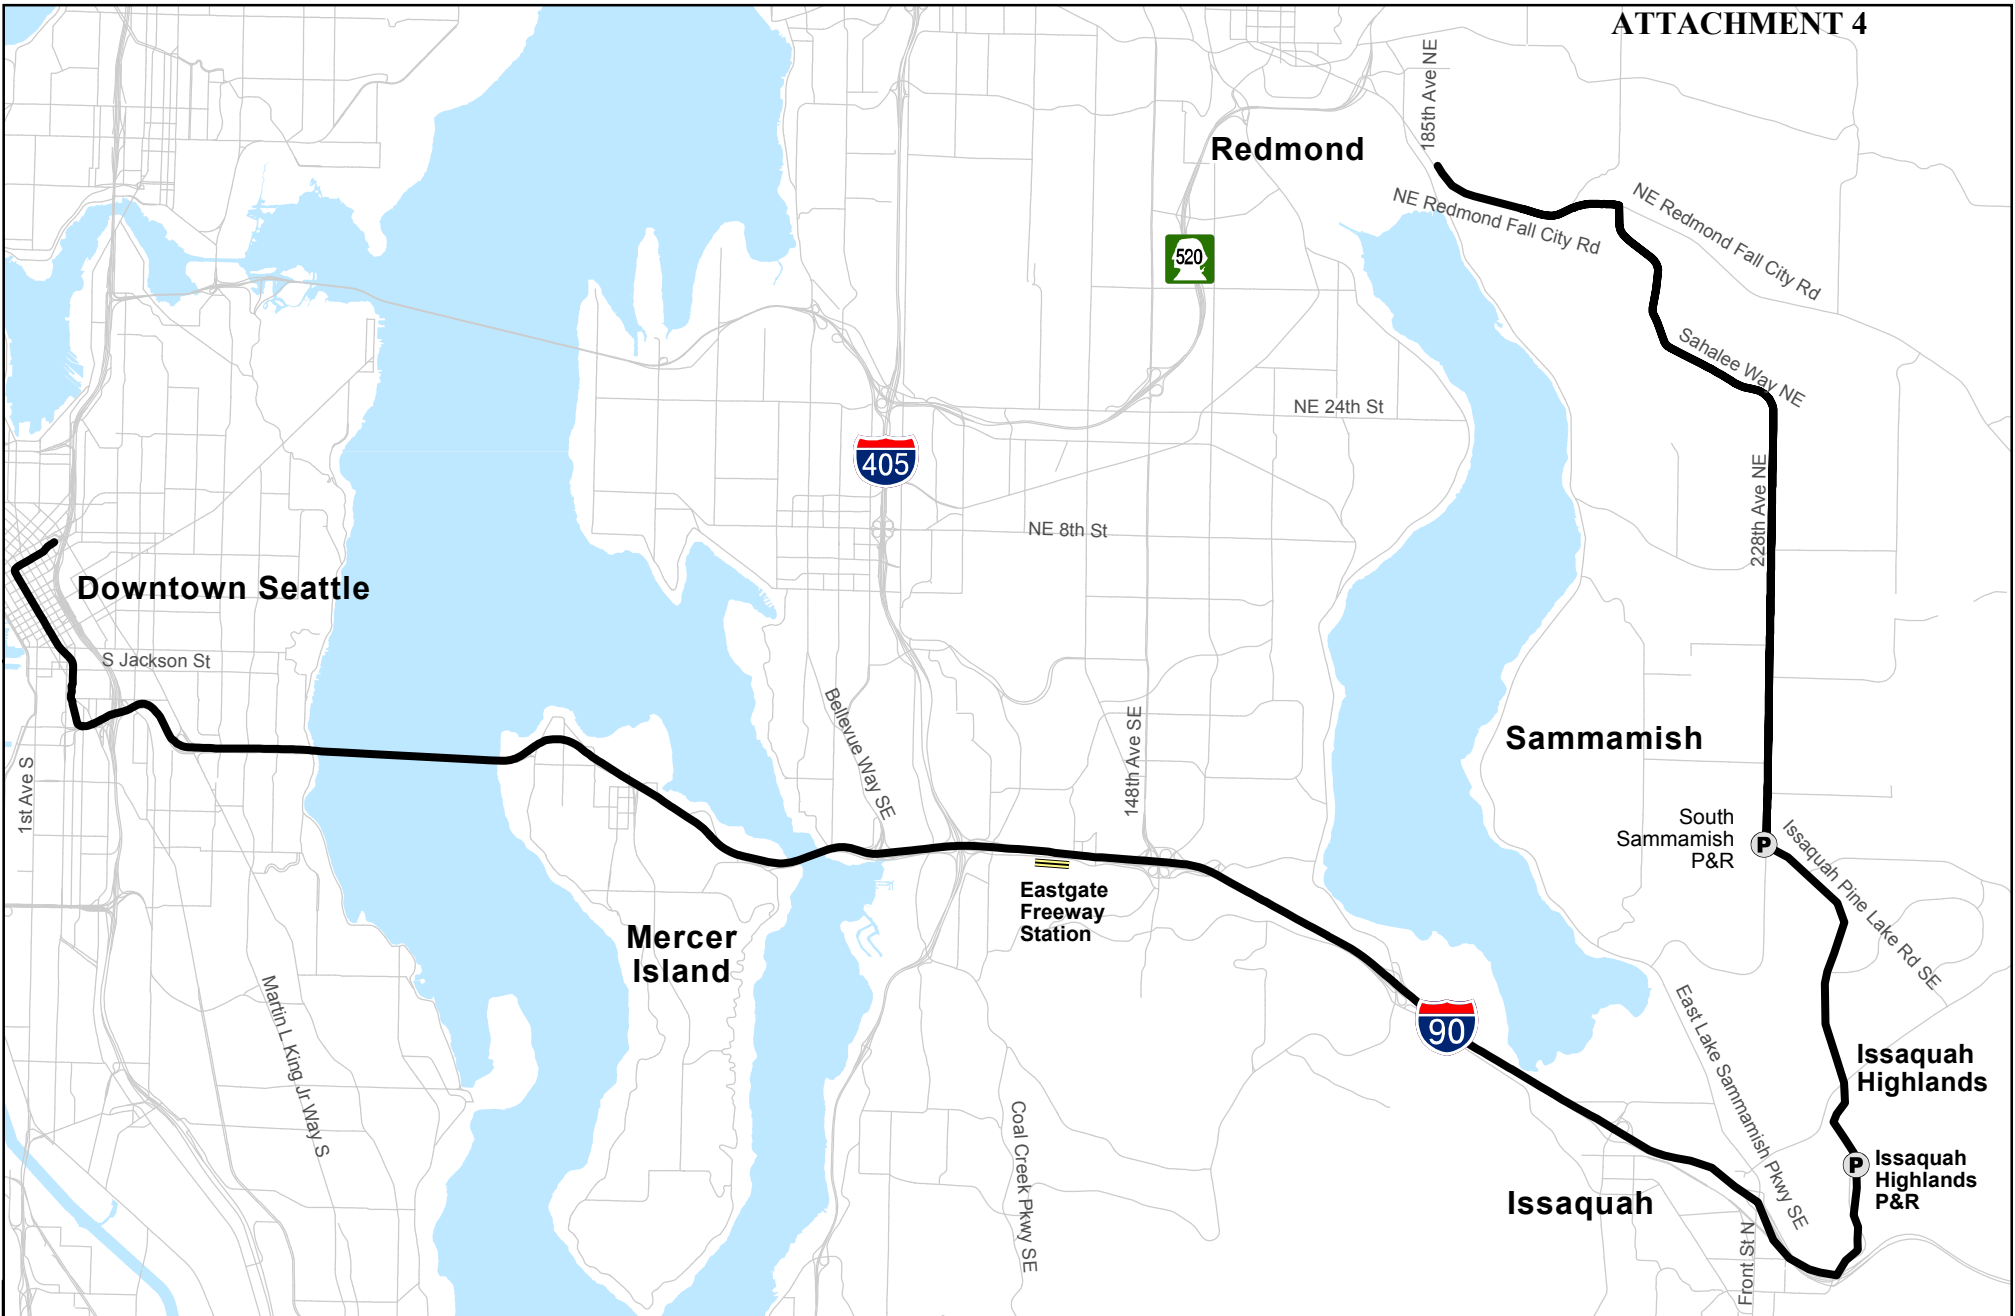 ATTACHMENT 4
185th Ave NE
Redmond
NE Redmond Fall City Rd
NE Redmond Fall City Rd
520
Sahalee Way NE
NE 24th St
405
228th Ave NE
NE 8th St
Downtown Seattle
S Jackson St
Bellevue Way SE
148th Ave SE
Sammamish
1st Ave S
South
Sammamish
P&R
P
Issaquah Pine Lake Rd SE
Eastgate
Freeway
Station
Mercer
Island
Martin L King Jr Way S
90
East Lake Sammamish Pkwy SE
Issaquah
Highlands
Coal Creek Pkwy SE
P
Issaquah
Highlands
P&R
Issaquah
Front St N